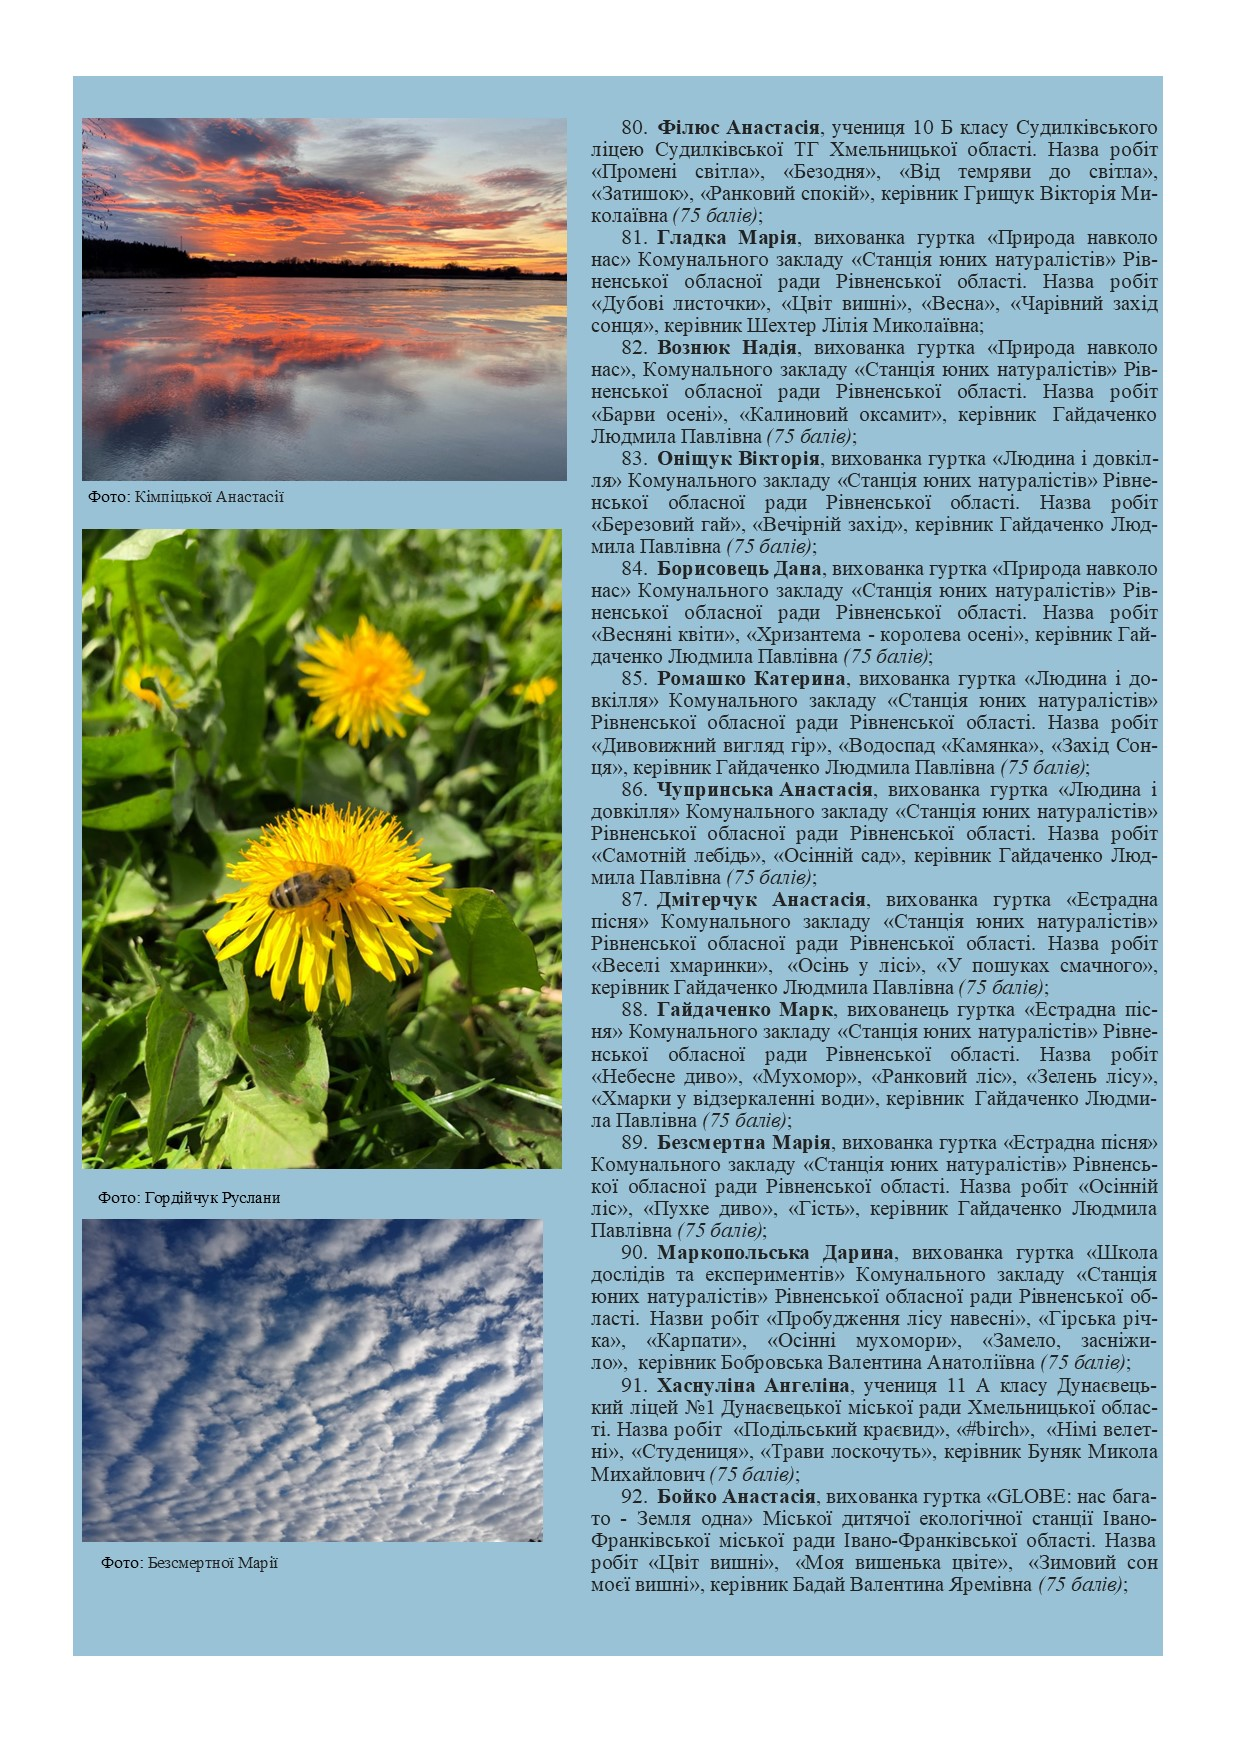 Фото: Кімпіцької Анастасії
Фото: Гордійчук Руслани
Фото: Безсмертної Марії
80. Філюс Анастасія, учениця 10 Б класу Судилківського
ліцею Судилківської ТГ Хмельницької області. Назва робіт
«Промені світла», «Безодня», «Від темряви до світла»,
«Затишок», «Ранковий спокій», керівник Грищук Вікторія Ми-
колаївна (75 балів);
81. Гладка Марія, вихованка гуртка «Природа навколо
нас» Комунального закладу «Станція юних натуралістів» Рів-
ненської обласної ради Рівненської області. Назва робіт
«Дубові листочки», «Цвіт вишні», «Весна», «Чарівний захід
сонця», керівник Шехтер Лілія Миколаївна;
82. Вознюк Надія, вихованка гуртка «Природа навколо
нас», Комунального закладу «Станція юних натуралістів» Рів-
ненської обласної ради Рівненської області. Назва робіт
«Барви осені», «Калиновий оксамит», керівник Гайдаченко
Людмила Павлівна (75 балів);
83. Оніщук Вікторія, вихованка гуртка «Людина і довкіл-
ля» Комунального закладу «Станція юних натуралістів» Рівне-
нської обласної ради Рівненської області. Назва робіт
«Березовий гай», «Вечірній захід», керівник Гайдаченко Люд-
мила Павлівна (75 балів);
84. Борисовець Дана, вихованка гуртка «Природа навколо
нас» Комунального закладу «Станція юних натуралістів» Рів-
ненської обласної ради Рівненської області. Назва робіт
«Весняні квіти», «Хризантема - королева осені», керівник Гай-
даченко Людмила Павлівна (75 балів);
85. Ромашко Катерина, вихованка гуртка «Людина і до-
вкілля» Комунального закладу «Станція юних натуралістів»
Рівненської обласної ради Рівненської області. Назва робіт
«Дивовижний вигляд гір», «Водоспад «Камянка», «Захід Сон-
ця», керівник Гайдаченко Людмила Павлівна (75 балів);
86. Чупринська Анастасія, вихованка гуртка «Людина і
довкілля» Комунального закладу «Станція юних натуралістів»
Рівненської обласної ради Рівненської області. Назва робіт
«Самотній лебідь», «Осінній сад», керівник Гайдаченко Люд-
мила Павлівна (75 балів);
87. Дмітерчук Анастасія, вихованка гуртка «Естрадна
пісня» Комунального закладу «Станція юних натуралістів»
Рівненської обласної ради Рівненської області. Назва робіт
«Веселі хмаринки», «Осінь у лісі», «У пошуках смачного»,
керівник Гайдаченко Людмила Павлівна (75 балів);
88. Гайдаченко Марк, вихованець гуртка «Естрадна піс-
ня» Комунального закладу «Станція юних натуралістів» Рівне-
нської обласної ради Рівненської області. Назва робіт
«Небесне диво», «Мухомор», «Ранковий ліс», «Зелень лісу»,
«Хмарки у відзеркаленні води», керівник Гайдаченко Людми-
ла Павлівна (75 балів);
89. Безсмертна Марія, вихованка гуртка «Естрадна пісня»
Комунального закладу «Станція юних натуралістів» Рівненсь-
кої обласної ради Рівненської області. Назва робіт «Осінній
ліс», «Пухке диво», «Гість», керівник Гайдаченко Людмила
Павлівна (75 балів);
90. Маркопольська Дарина, вихованка гуртка «Школа
дослідів та експериментів» Комунального закладу «Станція
юних натуралістів» Рівненської обласної ради Рівненської об-
ласті. Назви робіт «Пробудження лісу навесні», «Гірська річ-
ка», «Карпати», «Осінні мухомори», «Замело, засніжи-
ло», керівник Бобровська Валентина Анатоліївна (75 балів);
91. Хаснуліна Ангеліна, учениця 11 А класу Дунаєвець-
кий ліцей №1 Дунаєвецької міської ради Хмельницької облас-
ті. Назва робіт «Подільський краєвид», «#birch», «Німі велет-
ні», «Студениця», «Трави лоскочуть», керівник Буняк Микола
Михайлович (75 балів);
92. Бойко Анастасія, вихованка гуртка «GLOBE: нас бага-
то - Земля одна» Міської дитячої екологічної станції Івано-
Франківської міської ради Івано-Франківської області. Назва
робіт «Цвіт вишні», «Моя вишенька цвіте», «Зимовий сон
моєї вишні», керівник Бадай Валентина Яремівна (75 балів);